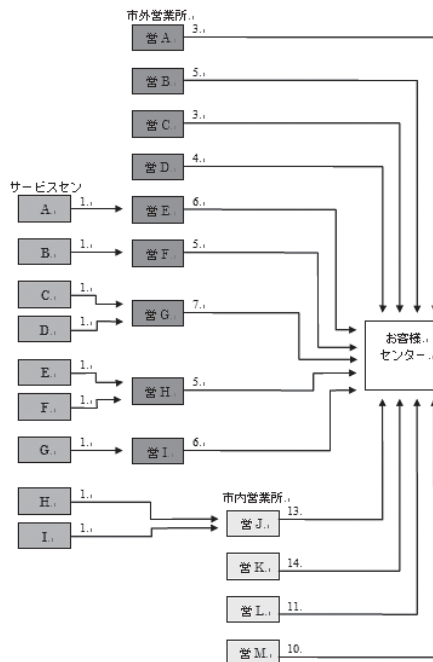 市外営業所
営A 3.
営B 5.
営C 3.
営D 4.
サービスセン
A. 1. 営E 6.
B. 1. 営F 5.
C. 1.
営G 7.
D. 1.
お客様
センター
E. 1.
営H 5.
F. 1.
G. 1. 営I. 6.
市内営業所
H. 1.
営J. 13.
I. 1.
営K. 14.
営L. 11.
営M. 10.